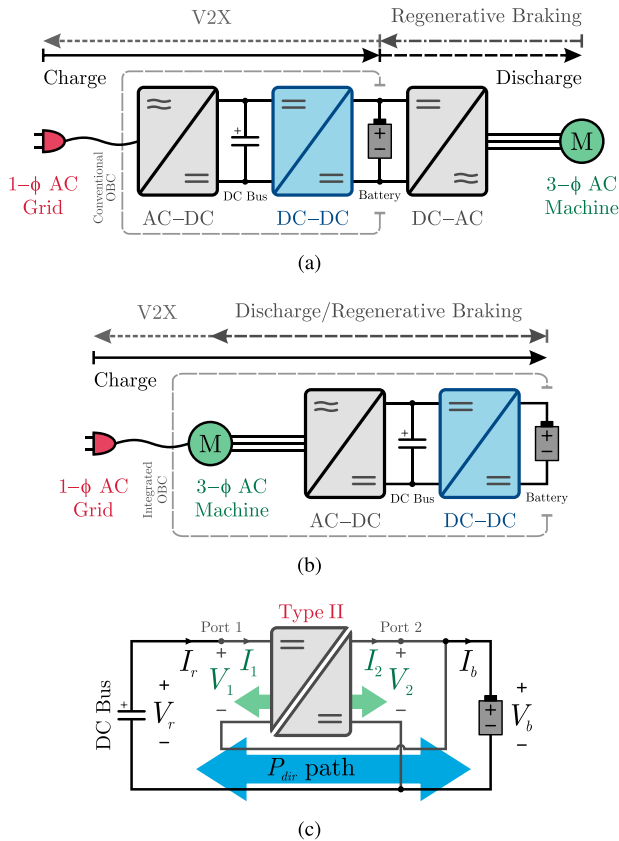 V2X
Regenerative Braking
Charge
Discharge
+
+
−
M
1−ϕ AC
Grid
Conventional
OBC
DC Bus
Battery
3−ϕ AC
Machine
AC−DC
DC−DC
DC−AC
(a)
V2X
Discharge/Regenerative Braking
Charge
M
+
+
−
1−ϕ AC
Grid
Integrated
OBC
3−ϕ AC
Machine
DC Bus
Battery
AC−DC
DC−DC
(b)
Type II
Port 1
Port 2
I_r
+
I_1
I_2
+
I_b
DC Bus
+
+
V_r
−
V_1
−
V_2
−
+
−
+
V_b
−
P_dir path
(c)